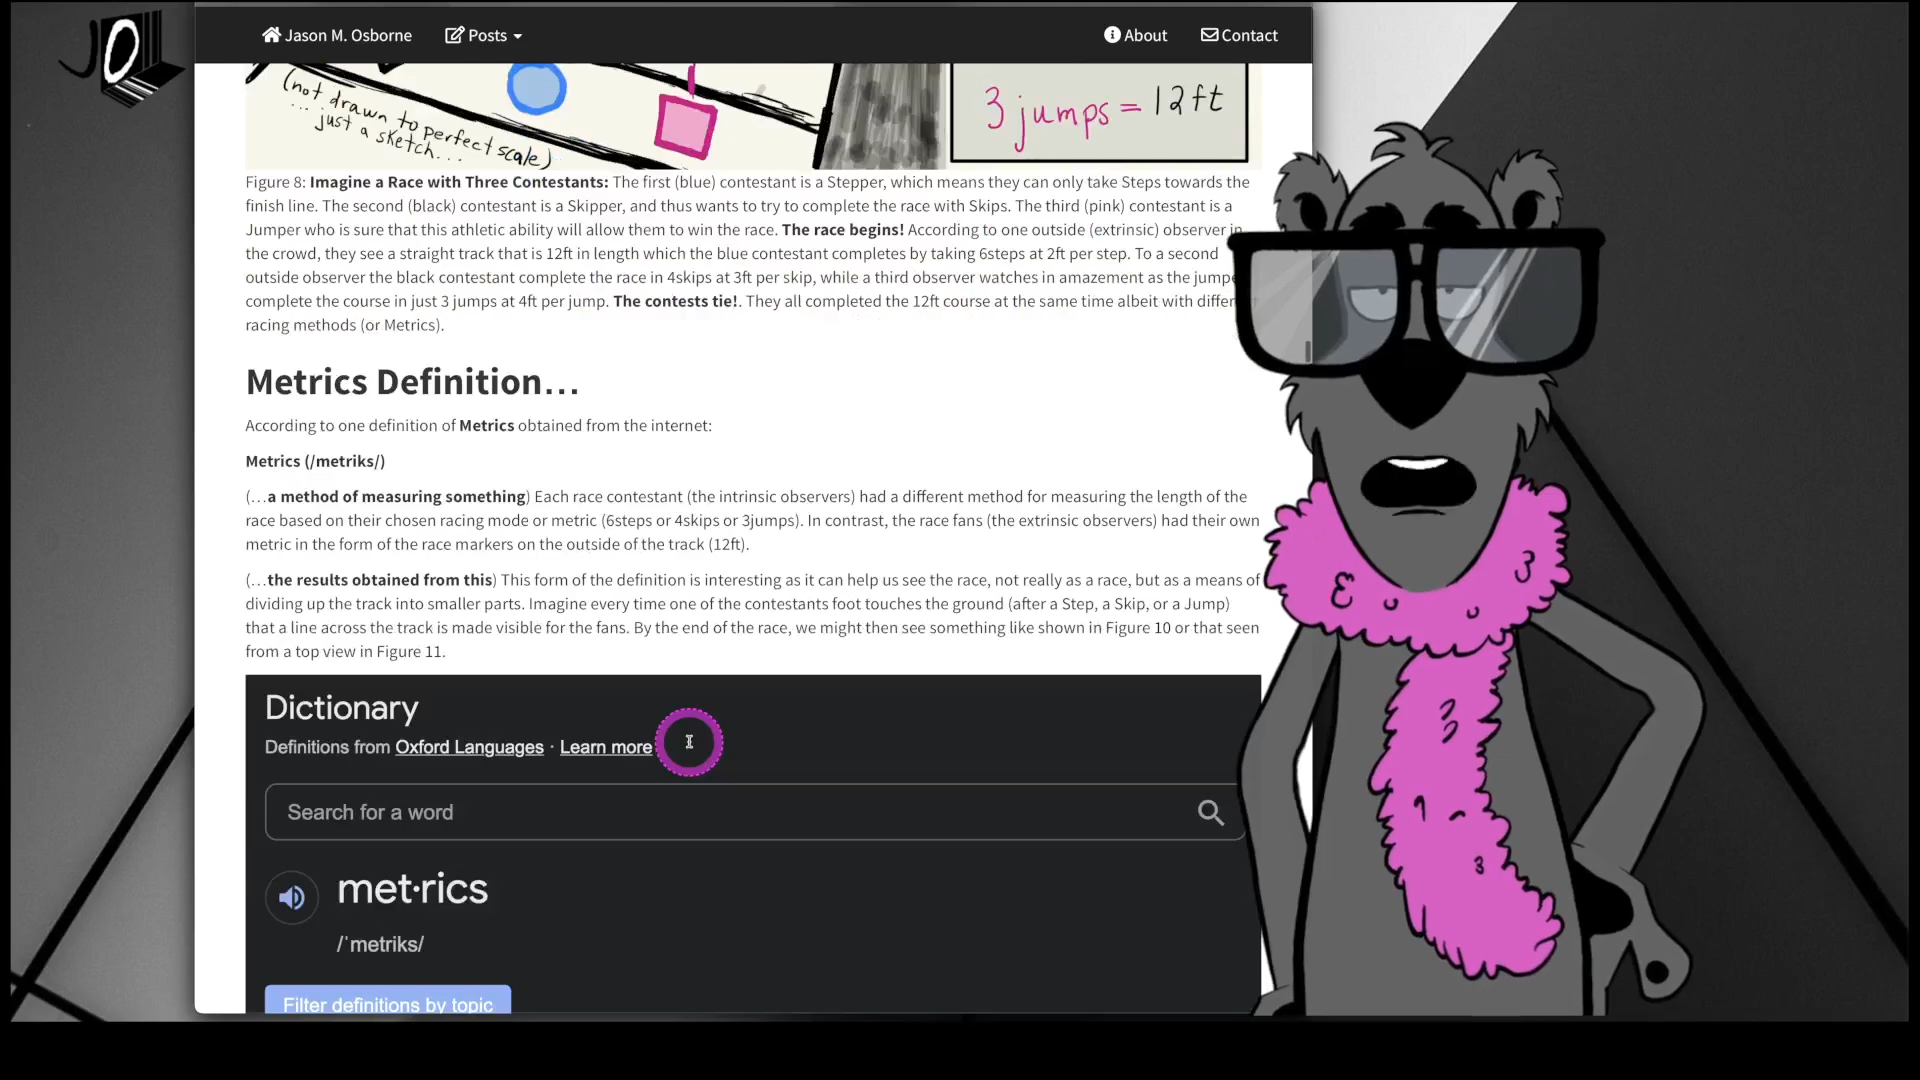 JO
Jason M. Osborne
Posts
About
Contact
(not drawn to perfect scale)
... just a sketch...
3 jumps = 12ft
Figure 8: Imagine a Race with Three Contestants: The first (blue) contestant is a Stepper, which means they can only take Steps towards the
finish line. The second (black) contestant is a Skipper, and thus wants to try to complete the race with Skips. The third (pink) contestant is a
Jumper who is sure that this athletic ability will allow them to win the race. The race begins! According to one outside (extrinsic) observer in
the crowd, they see a straight track that is 12ft in length which the blue contestant completes by taking 6steps at 2ft per step. To a second
outside observer the black contestant complete the race in 4skips at 3ft per skip, while a third observer watches in amazement as the jumpe
complete the course in just 3 jumps at 4ft per jump. The contests tie!. They all completed the 12ft course at the same time albeit with differe t
racing methods (or Metrics).
Metrics Definition...
According to one definition of Metrics obtained from the internet:
Metrics (/metriks/)
(...a method of measuring something) Each race contestant (the intrinsic observers) had a different method for measuring the length of the
race based on their chosen racing mode or metric (6steps or 4skips or 3jumps). In contrast, the race fans (the extrinsic observers) had their own
metric in the form of the race markers on the outside of the track (12ft).
(...the results obtained from this) This form of the definition is interesting as it can help us see the race, not really as a race, but as a means of
dividing up the track into smaller parts. Imagine every time one of the contestants foot touches the ground (after a Step, a Skip, or a Jump)
that a line across the track is made visible for the fans. By the end of the race, we might then see something like shown in Figure 10 or that seen
from a top view in Figure 11.
Dictionary
Definitions from Oxford Languages · Learn more
Search for a word
met·rics
/ˈmetriks/
Filter definitions by topic